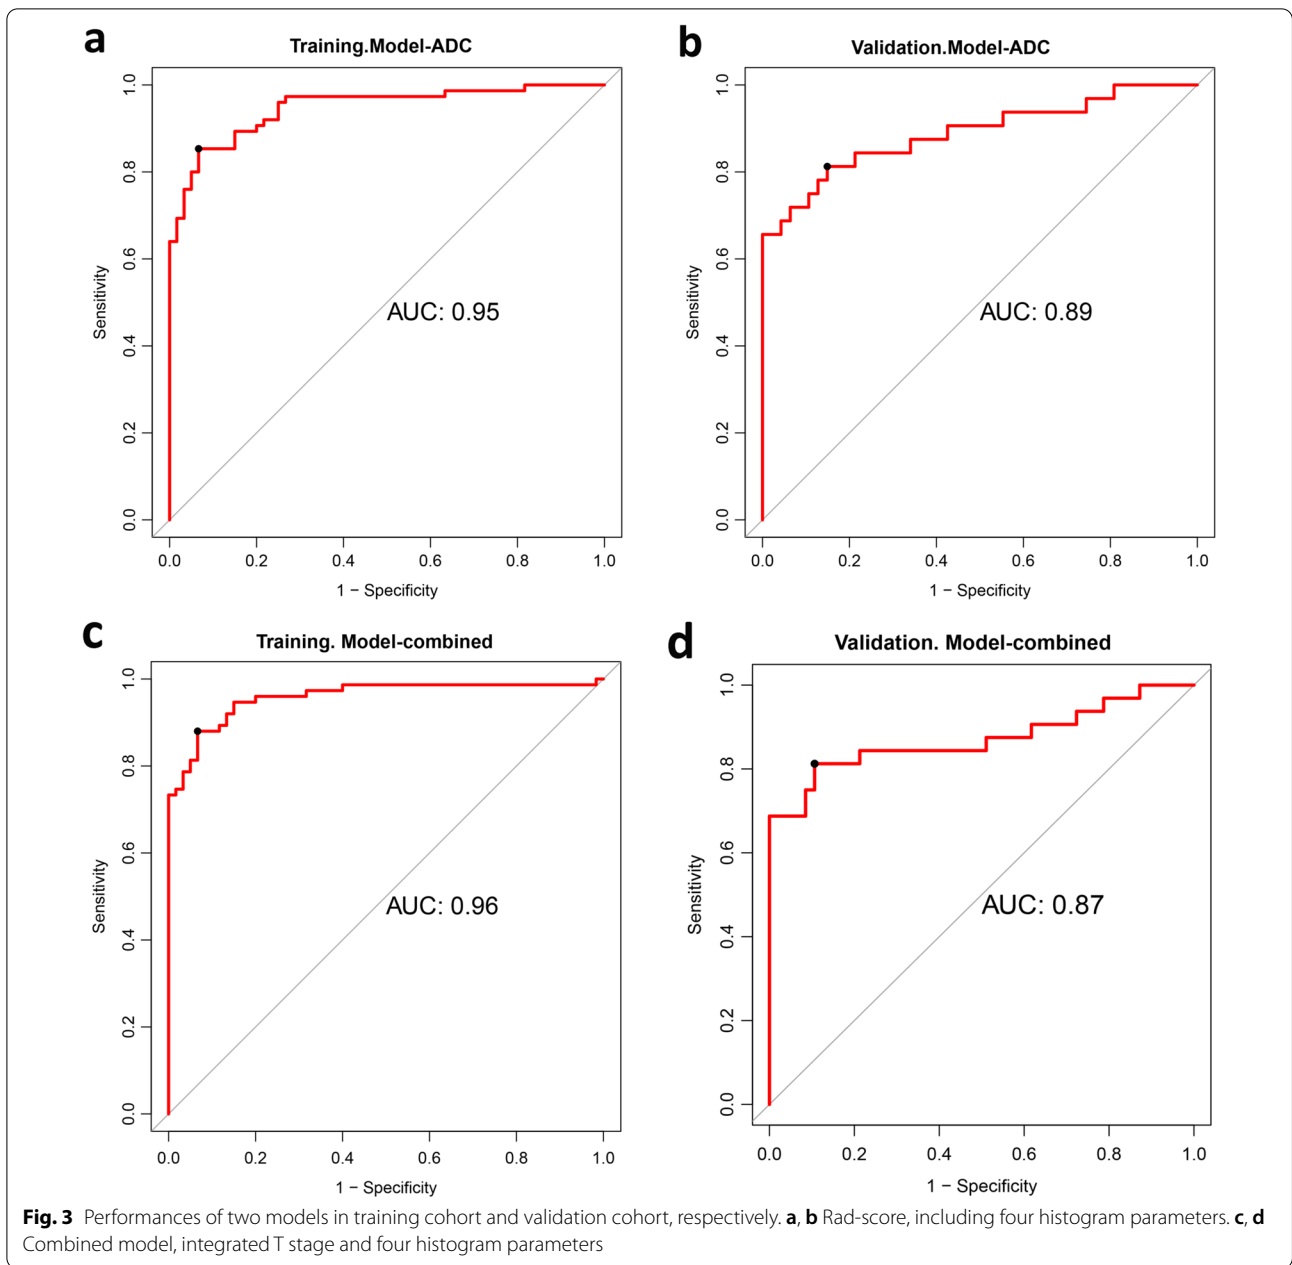 a
Training.Model-ADC
1.0
0.8
0.6
0.4
0.2
0.0
Sensitivity
AUC: 0.95
0.0 0.2 0.4 0.6 0.8 1.0
1 − Specificity
b
Validation.Model-ADC
1.0
0.8
0.6
0.4
0.2
0.0
Sensitivity
AUC: 0.89
0.0 0.2 0.4 0.6 0.8 1.0
1 − Specificity
c
Training. Model-combined
1.0
0.8
0.6
0.4
0.2
0.0
Sensitivity
AUC: 0.96
0.0 0.2 0.4 0.6 0.8 1.0
1 − Specificity
d
Validation. Model-combined
1.0
0.8
0.6
0.4
0.2
0.0
Sensitivity
AUC: 0.87
0.0 0.2 0.4 0.6 0.8 1.0
1 − Specificity
Fig. 3 Performances of two models in training cohort and validation cohort, respectively. a, b Rad-score, including four histogram parameters. c, d
Combined model, integrated T stage and four histogram parameters